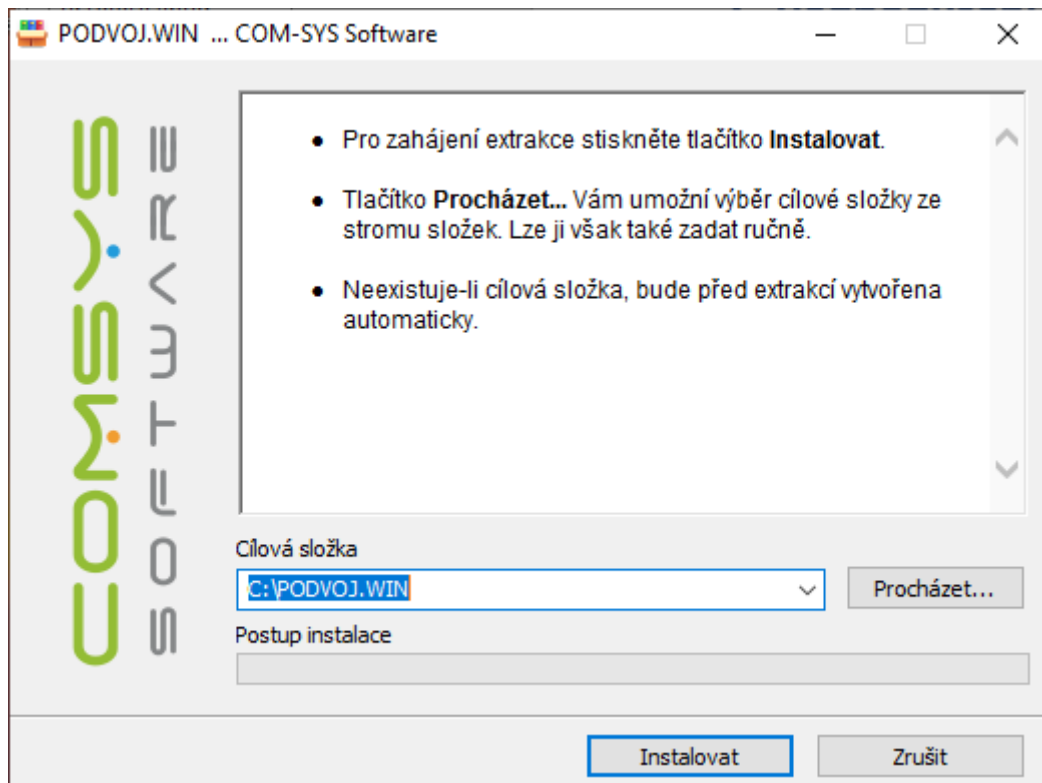 PODVOJ.WIN ... COM-SYS Software
COMSYS
SOFTWARE
● Pro zahájení extrakce stiskněte tlačítko Instalovat.
● Tlačítko Procházet... Vám umožní výběr cílové složky ze
stromu složek. Lze ji však také zadat ručně.
● Neexistuje-li cílová složka, bude před extrakcí vytvořena
automaticky.
Cílová složka
C:\PODVOJ.WIN
Procházet...
Postup instalace
Instalovat
Zrušit